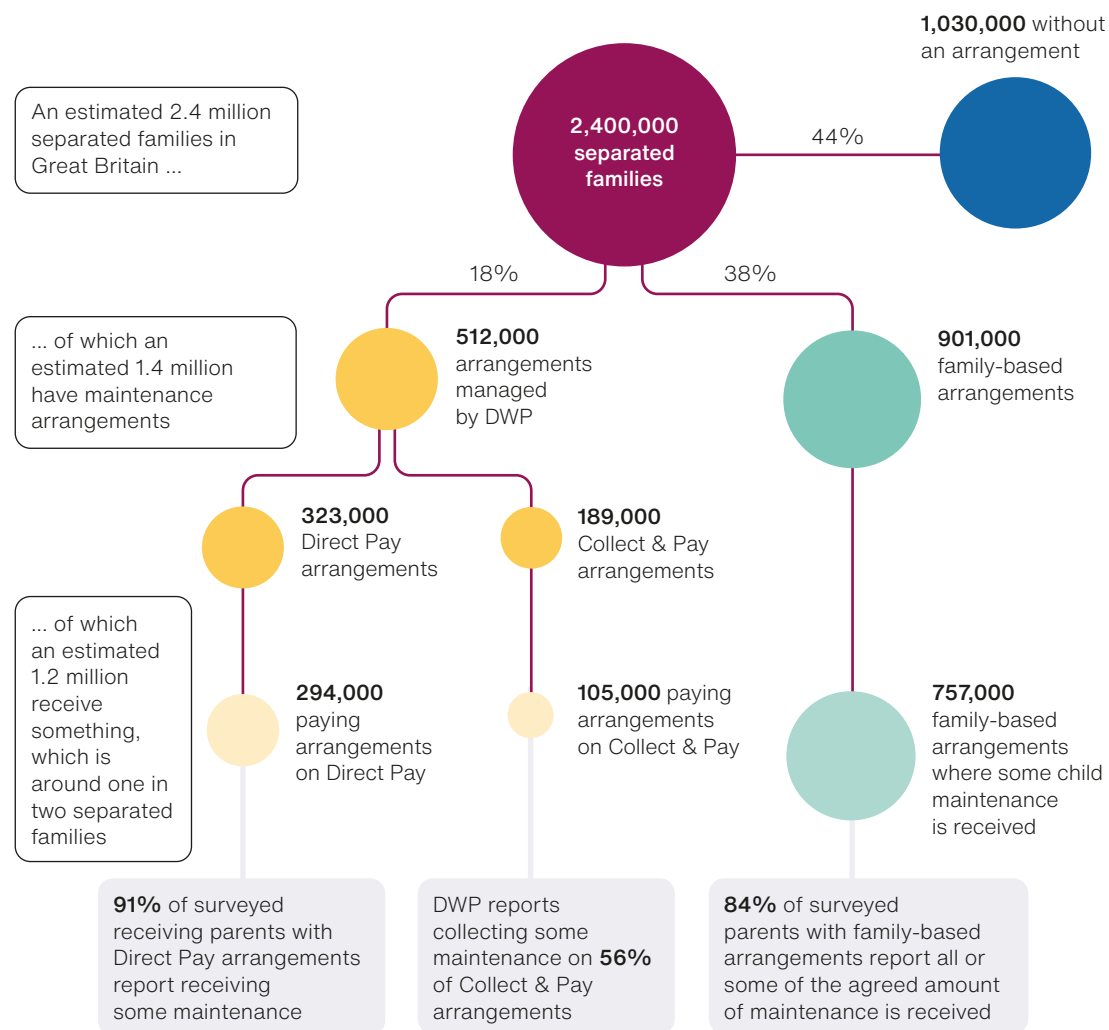 1,030,000 without
an arrangement
An estimated 2.4 million
separated families in
Great Britain ...
2,400,000
separated
families
44%
18%
38%
... of which an
estimated 1.4 million
have maintenance
arrangements
512,000
arrangements
managed
by DWP
901,000
family-based
arrangements
323,000
Direct Pay
arrangements
189,000
Collect & Pay
arrangements
... of which
an estimated
1.2 million
receive
something,
which is
around one in
two separated
families
294,000
paying
arrangements
on Direct Pay
105,000 paying
arrangements
on Collect & Pay
757,000
family-based
arrangements
where some child
maintenance
is received
91% of surveyed
receiving parents with
Direct Pay arrangements
report receiving
some maintenance
DWP reports
collecting some
maintenance on 56%
of Collect & Pay
arrangements
84% of surveyed
parents with family-based
arrangements report all or
some of the agreed amount
of maintenance is received